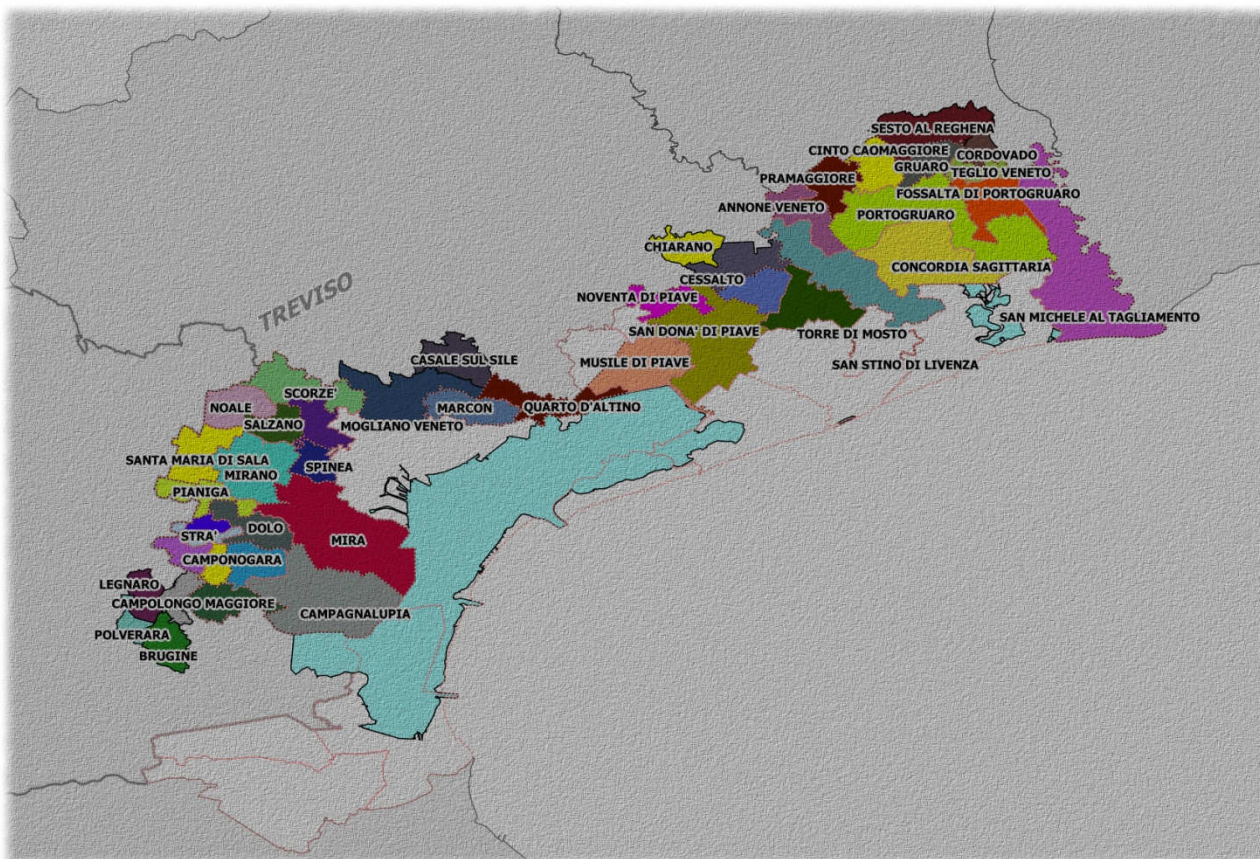 SESTO AL REGHENA
CINTO CAOMAGGIORE
CORDOVADO
GRUARO
TEGLIO VENETO
PRAMAGGIORE
FOSSALTA DI PORTOGRUARO
ANNONE VENETO
PORTOGRUARO
CHIARANO
CONCORDIA SAGITTARIA
CESSALTO
TREVISO
NOVENTA DI PIAVE
SAN MICHELE AL TAGLIAMENTO
SAN DONA' DI PIAVE
TORRE DI MOSTO
CASALE SUL SILE
MUSILE DI PIAVE
SAN STINO DI LIVENZA
SCORZE'
NOALE
MARCON
QUARTO D'ALTINO
SALZANO
MOGLIANO VENETO
SANTA MARIA DI SALA
SPINEA
MIRANO
PIANIGA
DOLO
STRA'
MIRA
CAMPONOGARA
LEGNARO
CAMPOLONGO MAGGIORE
CAMPAGNALUPIA
POLVERARA
BRUGINE